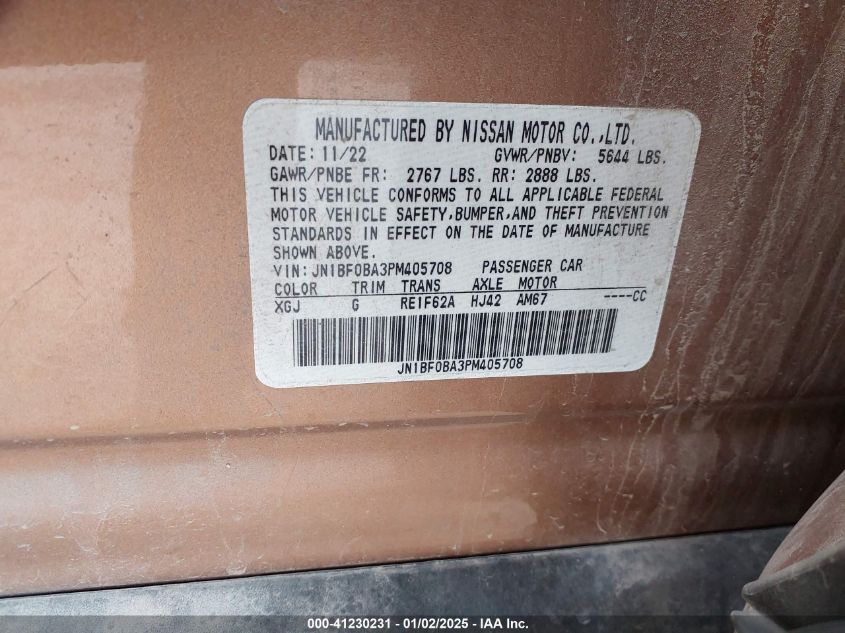 MANUFACTURED BY NISSAN MOTOR CO.,LTD.
DATE: 11/22 GVWR/PNBV: 5644 LBS.
GAWR/PNBE FR: 2767 LBS. RR: 2888 LBS.
THIS VEHICLE CONFORMS TO ALL APPLICABLE FEDERAL
MOTOR VEHICLE SAFETY,BUMPER,AND THEFT PREVENTION
STANDARDS IN EFFECT ON THE DATE OF MANUFACTURE
SHOWN ABOVE.
VIN: JN1BF0BA3PM405708 PASSENGER CAR
COLOR TRIM TRANS AXLE MOTOR
XGJ G RE1F62A HJ42 AM67 ----CC
JN1BF0BA3PM405708
000-41230231 - 01/02/2025 - IAA Inc.